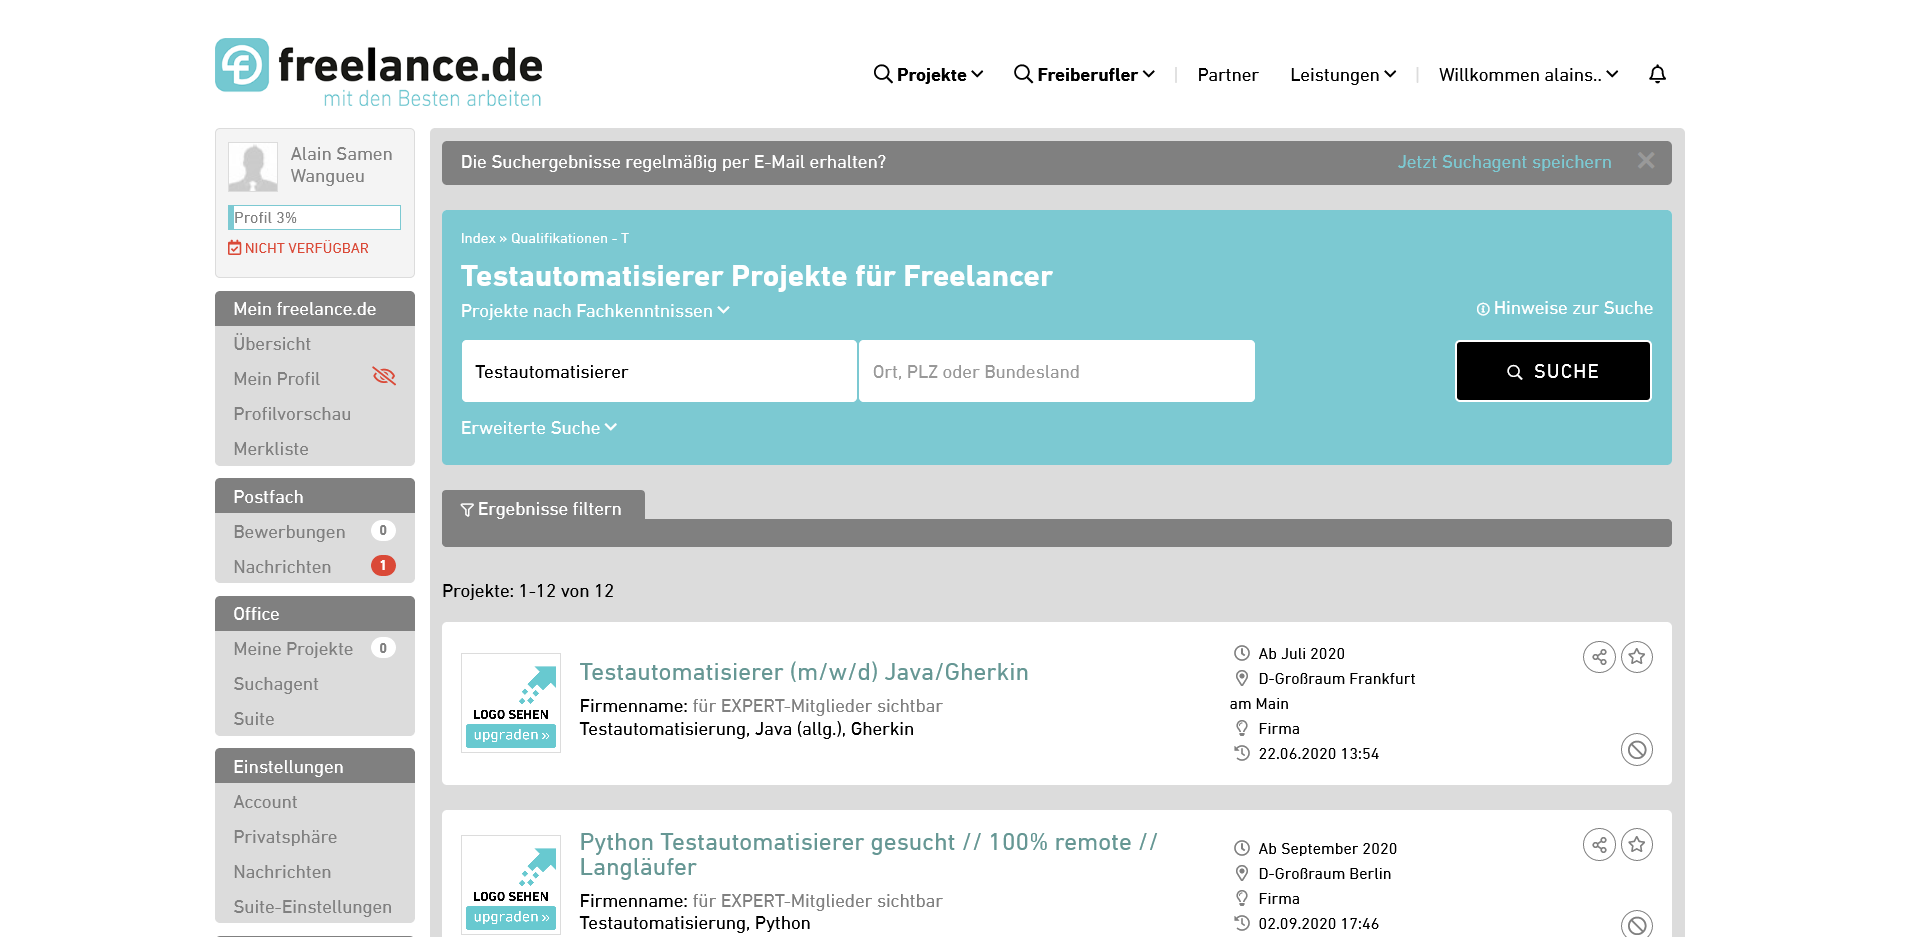 freelance.de
mit den Besten arbeiten
Projekte
Freiberufler
Partner
Leistungen
Willkommen alains..
Alain Samen
Wangueu
Profil 3%
NICHT VERFÜGBAR
Mein freelance.de
Übersicht
Mein Profil
Profilvorschau
Merkliste
Postfach
Bewerbungen 0
Nachrichten 1
Office
Meine Projekte 0
Suchagent
Suite
Einstellungen
Account
Privatsphäre
Nachrichten
Suite-Einstellungen
Die Suchergebnisse regelmäßig per E-Mail erhalten?
Jetzt Suchagent speichern
Index » Qualifikationen - T
Testautomatisierer Projekte für Freelancer
Projekte nach Fachkenntnissen
Hinweise zur Suche
Testautomatisierer
Ort, PLZ oder Bundesland
SUCHE
Erweiterte Suche
Ergebnisse filtern
Projekte: 1-12 von 12
LOGO SEHEN
upgraden »
Testautomatisierer (m/w/d) Java/Gherkin
Firmenname: für EXPERT-Mitglieder sichtbar
Testautomatisierung, Java (allg.), Gherkin
Ab Juli 2020
D-Großraum Frankfurt
am Main
Firma
22.06.2020 13:54
LOGO SEHEN
upgraden »
Python Testautomatisierer gesucht // 100% remote //
Langläufer
Firmenname: für EXPERT-Mitglieder sichtbar
Testautomatisierung, Python
Ab September 2020
D-Großraum Berlin
Firma
02.09.2020 17:46